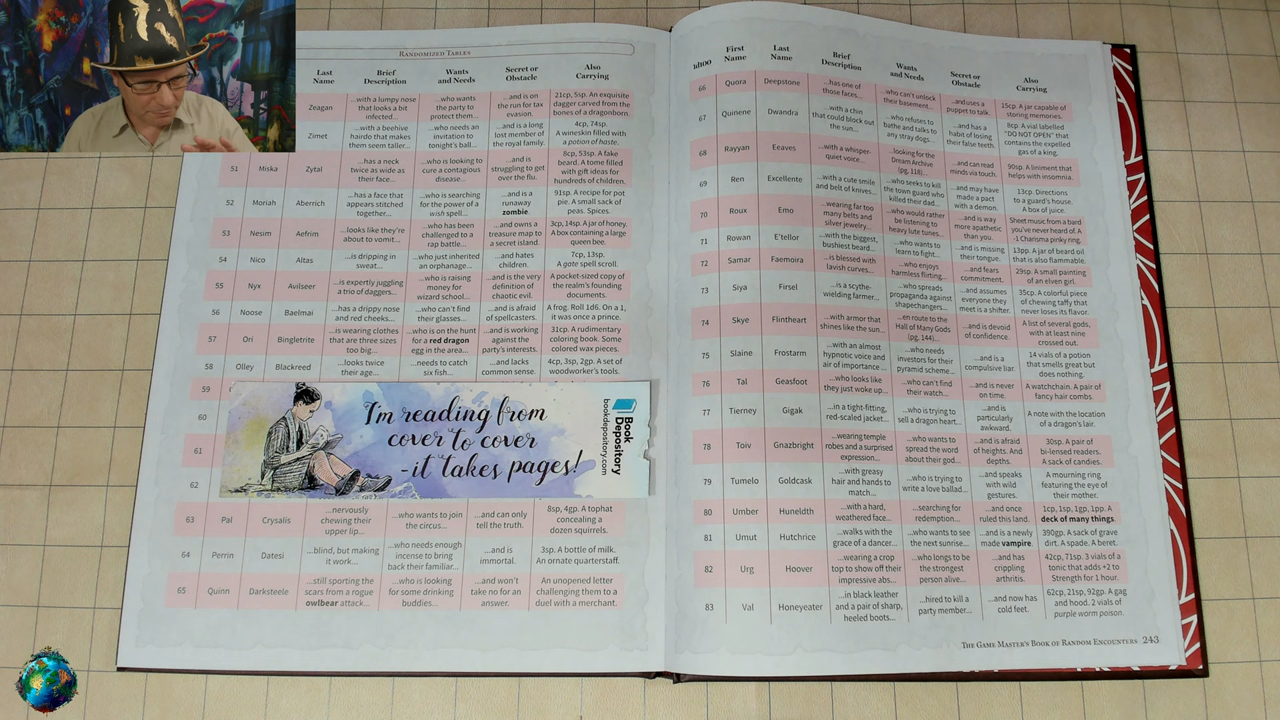 RANDOMIZED TABLES
Last Name Brief Description Wants and Needs Secret or Obstacle Also Carrying
Zeagan ...with a lumpy nose that looks a bit infected... ...who wants the party to protect them... ...and is on the run for tax evasion. 21cp, 5sp. An exquisite dagger carved from the bones of a dragonborn.
Zimet ...with a beehive hairdo that makes them seem taller... ...who needs an invitation to tonight's ball... ...and is a long lost member of the royal family. 4cp, 74sp. A wineskin filled with a potion of haste.
51 Miska Zytal ...has a neck twice as wide as their face... ...who is looking to cure a contagious disease... ...and is struggling to get over the flu. 8cp, 53sp. A fake beard. A tome filled with gift ideas for hundreds of children.
52 Moriah Aberrich ...has a face that appears stitched together... ...who is searching for the power of a wish spell... ...and is a runaway zombie. 91sp. A recipe for pot pie. A small sack of peas. Spices.
53 Nesim Aefrim ...looks like they're about to vomit... ...who has been challenged to a rap battle... ...and owns a treasure map to a secret island. 3cp, 14sp. A jar of honey. A box containing a large queen bee.
54 Nico Altas ...is dripping in sweat... ...who just inherited an orphanage... ...and hates children. 7cp, 13sp. A gate spell scroll.
55 Nyx Avilseer ...is expertly juggling a trio of daggers... ...who is raising money for wizard school... ...and is the very definition of chaotic evil. A pocket-sized copy of the realm's founding documents.
56 Noose Baelmai ...has a drippy nose and red cheeks... ...who can't find their glasses... ...and is afraid of spellcasters. A frog. Roll 1d6. On a 1, it was once a prince.
57 Ori Bingletrite ...is wearing clothes that are three sizes too big... ...who is on the hunt for a red dragon egg in the area... ...and is working against the party's interests. 31cp. A rudimentary coloring book. Some colored wax pieces.
58 Olley Blackreed ...looks twice their age... ...needs to catch six fish... ...and lacks common sense. 4cp, 3sp, 2gp. A set of woodworker's tools.
59
60
61
62
I'm reading from
cover to cover
-it takes pages!
Book Depository
bookdepository.com
63 Pal Crysalis ...nervously chewing their upper lip... ...who wants to join the circus... ...and can only tell the truth. 8sp, 4gp. A tophat concealing a dozen squirrels.
64 Perrin Datesi ...blind, but making it work... ...who needs enough incense to bring back their familiar... ...and is immortal. 3sp. A bottle of milk. An ornate quarterstaff.
65 Quinn Darksteele ...still sporting the scars from a rogue owlbear attack... ...who is looking for some drinking buddies... ...and won't take no for an answer. An unopened letter challenging them to a duel with a merchant.
1d100 First Name Last Name Brief Description Wants and Needs Secret or Obstacle Also Carrying
66 Quora Deepstone ...has one of those faces... ...who can't unlock their basement... ...and uses a puppet to talk. 15cp. A jar capable of storing memories.
67 Quinene Dwandra ...with a chin that could block out the sun... ...who refuses to bathe and talks to any stray dogs... ...and has a habit of losing their false teeth. 8cp. A vial labelled "DO NOT OPEN" that contains the expelled gas of a king.
68 Rayyan Eeaves ...with a whisper-quiet voice... ...looking for the Dream Archive (pg. 118)... ...and can read minds via touch. 90sp. A liniment that helps with insomnia.
69 Ren Excellente ...with a cute smile and belt of knives... ...who seeks to kill the town guard who killed their dad... ...and may have made a pact with a demon. 13cp. Directions to a guard's house. A box of juice.
70 Roux Emo ...wearing far too many belts and silver jewelry... ...who would rather be listening to heavy lute tunes... ...and is way more apathetic than you. Sheet music from a bard you've never heard of. A -1 Charisma pinky ring.
71 Rowan E'tellor ...with the biggest, bushiest beard... ...who wants to learn to fight... ...and is missing their tongue. 13pp. A jar of beard oil that is also flammable.
72 Samar Faemoira ...is blessed with lavish curves... ...who enjoys harmless flirting... ...and fears commitment. 29sp. A small painting of an elven girl.
73 Siya Firsel ...is a scythe-wielding farmer... ...who spreads propaganda against shapechangers... ...and assumes everyone they meet is a shifter. 35cp. A colorful piece of chewing taffy that never loses its flavor.
74 Skye Flintheart ...with armor that shines like the sun... ...en route to the Hall of Many Gods (pg. 144)... ...and is devoid of confidence. A list of several gods, with at least nine crossed out.
75 Slaine Frostarm ...with an almost hypnotic voice and air of importance... ...who needs investors for their pyramid scheme... ...and is a compulsive liar. 14 vials of a potion that smells great but does nothing.
76 Tal Geasfoot ...who looks like they just woke up... ...who can't find their watch... ...and is never on time. A watchchain. A pair of fancy hair combs.
77 Tierney Gigak ...in a tight-fitting, red-scaled jacket... ...who is trying to sell a dragon heart... ...and is particularly awkward. A note with the location of a dragon's lair.
78 Toiv Gnazbright ...wearing temple robes and a surprised expression... ...who wants to spread the word about their god... ...and is afraid of heights. And depths. 30sp. A pair of bi-lensed readers. A sack of candies.
79 Tumelo Goldcask ...with greasy hair and hands to match... ...who is trying to write a love ballad... ...and speaks with wild gestures. A mourning ring featuring the eye of their mother.
80 Umber Huneldth ...with a hard, weathered face... ...searching for redemption... ...and once ruled this land. 1cp, 1sp, 1gp, 1pp. A deck of many things.
81 Umut Hutchrice ...walks with the grace of a dancer... ...who wants to see the next sunrise... ...and is a newly made vampire. 390gp. A sack of grave dirt. A spade. A beret.
82 Urg Hoover ...wearing a crop top to show off their impressive abs... ...who longs to be the strongest person alive... ...and has crippling arthritis. 42cp, 71sp. 3 vials of a tonic that adds +2 to Strength for 1 hour.
83 Val Honeyeater ...in black leather and a pair of sharp, heeled boots... ...hired to kill a party member... ...and now has cold feet. 62cp, 21sp, 92gp. A gag and hood. 2 vials of purple worm poison.
THE GAME MASTER'S BOOK OF RANDOM ENCOUNTERS 243